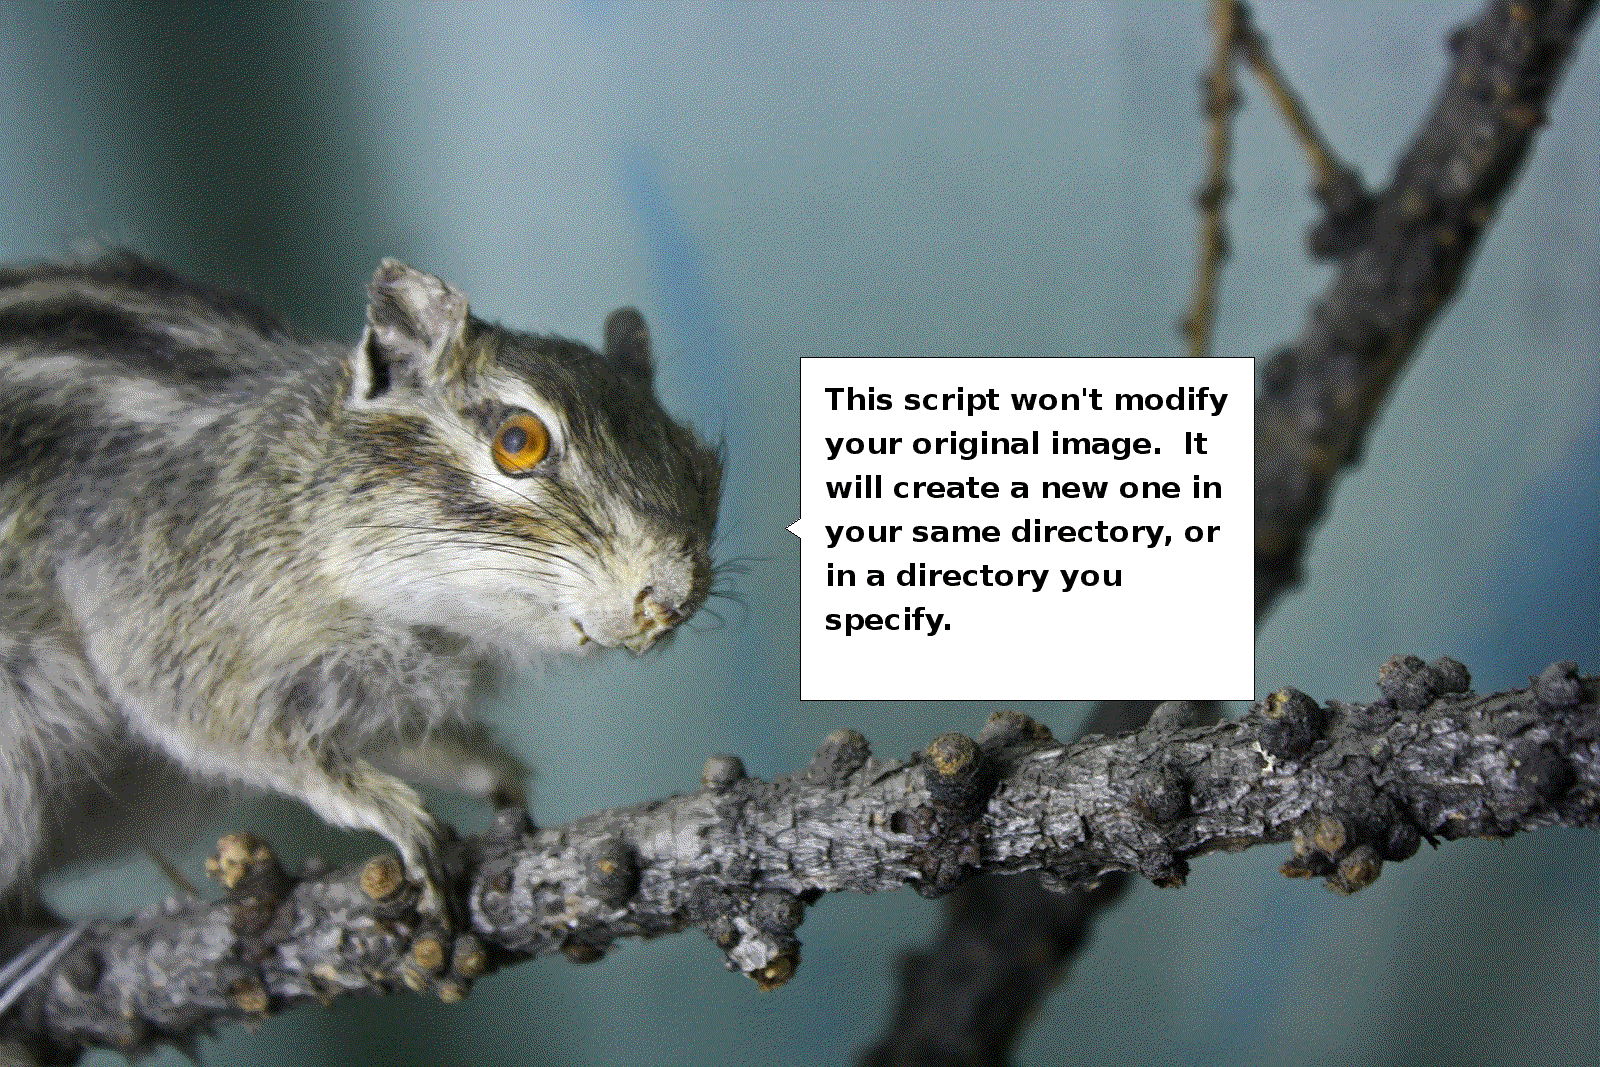 This script won't modify
your original image.  It
will create a new one in
your same directory, or
in a directory you
specify.